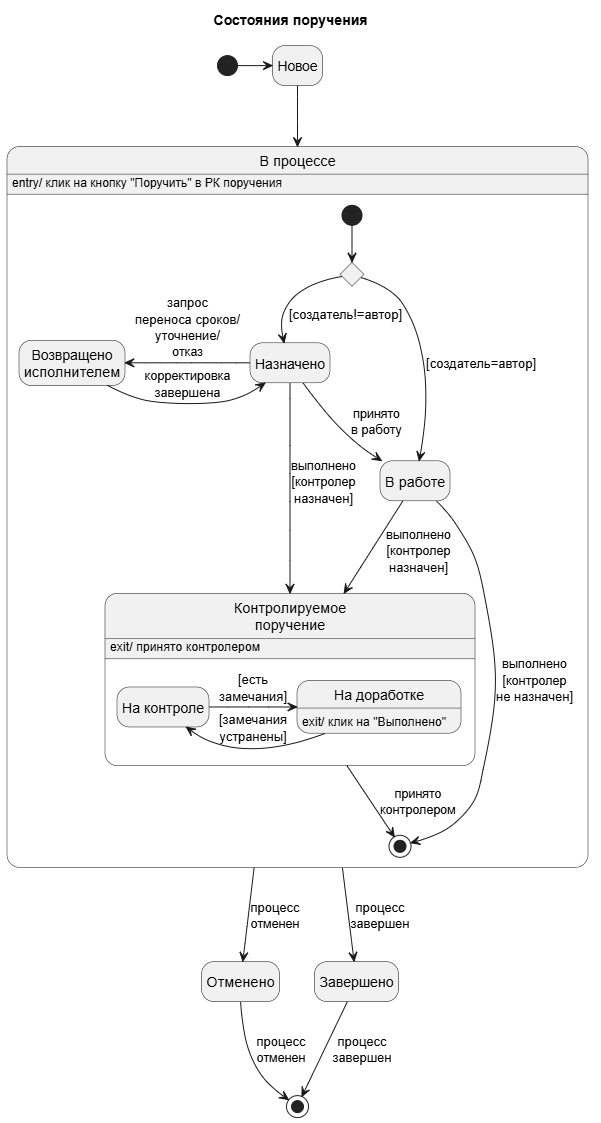 Состояния поручения
Новое
В процессе
entry/ клик на кнопку "Поручить" в РК поручения
запрос
переноса сроков/
уточнение/
отказ
[создатель!=автор]
[создатель=автор]
Возвращено
исполнителем
Назначено
корректировка
завершена
принято
в работу
выполнено
[контролер
назначен]
В работе
выполнено
[контролер
назначен]
Контролируемое
поручение
exit/ принято контролером
[есть
замечания]
На контроле
На доработке
exit/ клик на "Выполнено"
[замечания
устранены]
выполнено
[контролер
не назначен]
принято
контролером
процесс
отменен
процесс
завершен
Отменено
Завершено
процесс
отменен
процесс
завершен